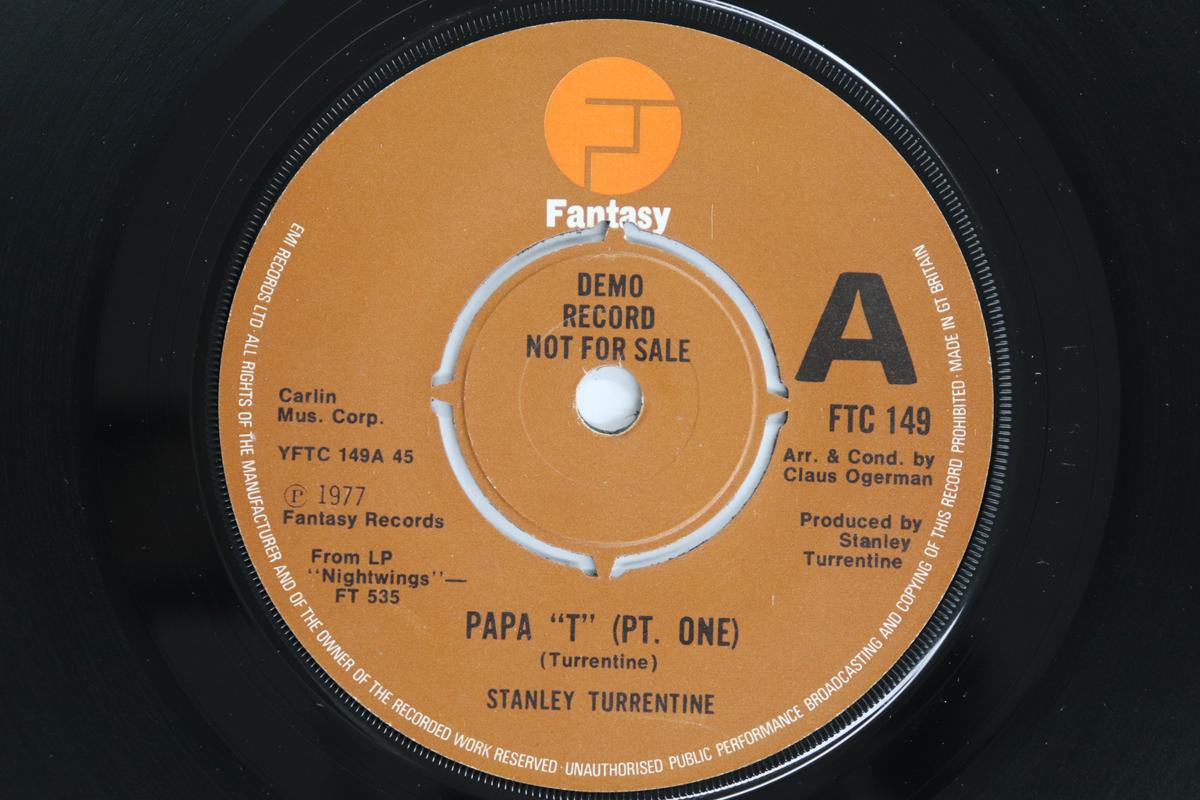 Fantasy
DEMO
RECORD
NOT FOR SALE
A
FTC 149
Arr. & Cond. by
Claus Ogerman
Produced by
Stanley
Turrentine
Carlin
Mus. Corp.
YFTC 149A 45
Ⓟ 1977
Fantasy Records
From LP
"Nightwings"—
FT 535
PAPA "T" (PT. ONE)
(Turrentine)
STANLEY TURRENTINE
EMI RECORDS LTD · ALL RIGHTS OF THE MANUFACTURER AND OF THE OWNER OF THE RECORDED WORK RESERVED · UNAUTHORISED PUBLIC PERFORMANCE BROADCASTING AND COPYING OF THIS RECORD PROHIBITED · MADE IN GT BRITAIN